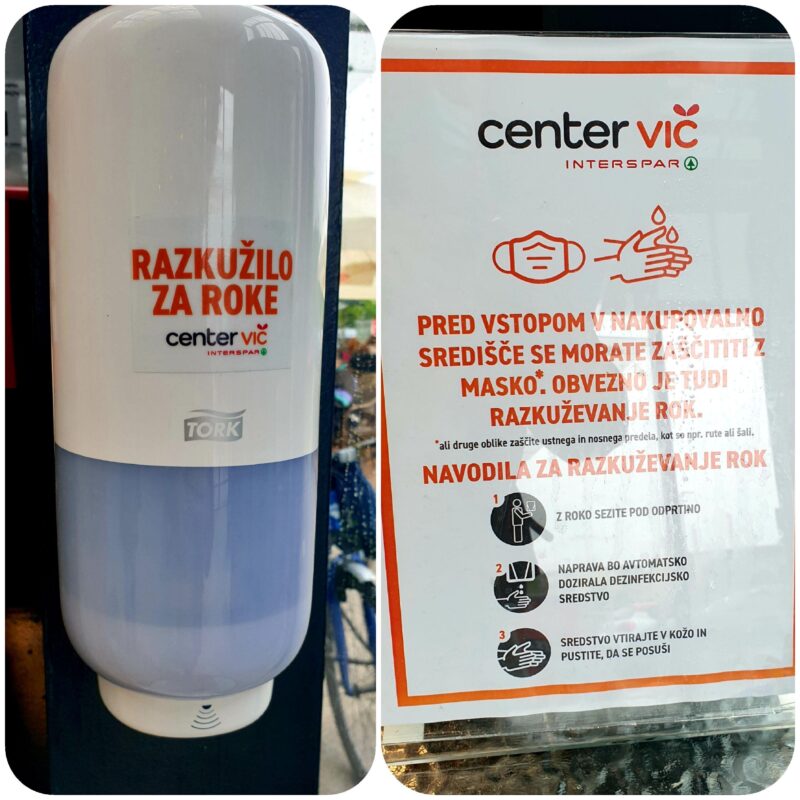 RAZKUŽILO
ZA ROKE
center vič
INTERSPAR
TORK
center vič
INTERSPAR
PRED VSTOPOM V NAKUPOVALNO
SREDIŠČE SE MORATE ZAŠČITITI Z
MASKO*. OBVEZNO JE TUDI
RAZKUŽEVANJE ROK.
*ali druge oblike zaščite ustnega in nosnega predela, kot so npr. rute ali šali.
NAVODILA ZA RAZKUŽEVANJE ROK
1
Z ROKO SEZITE POD ODPRTINO
2
NAPRAVA BO AVTOMATSKO
DOZIRALA DEZINFEKCIJSKO
SREDSTVO
3
SREDSTVO VTIRAJTE V KOŽO IN
PUSTITE, DA SE POSUŠI